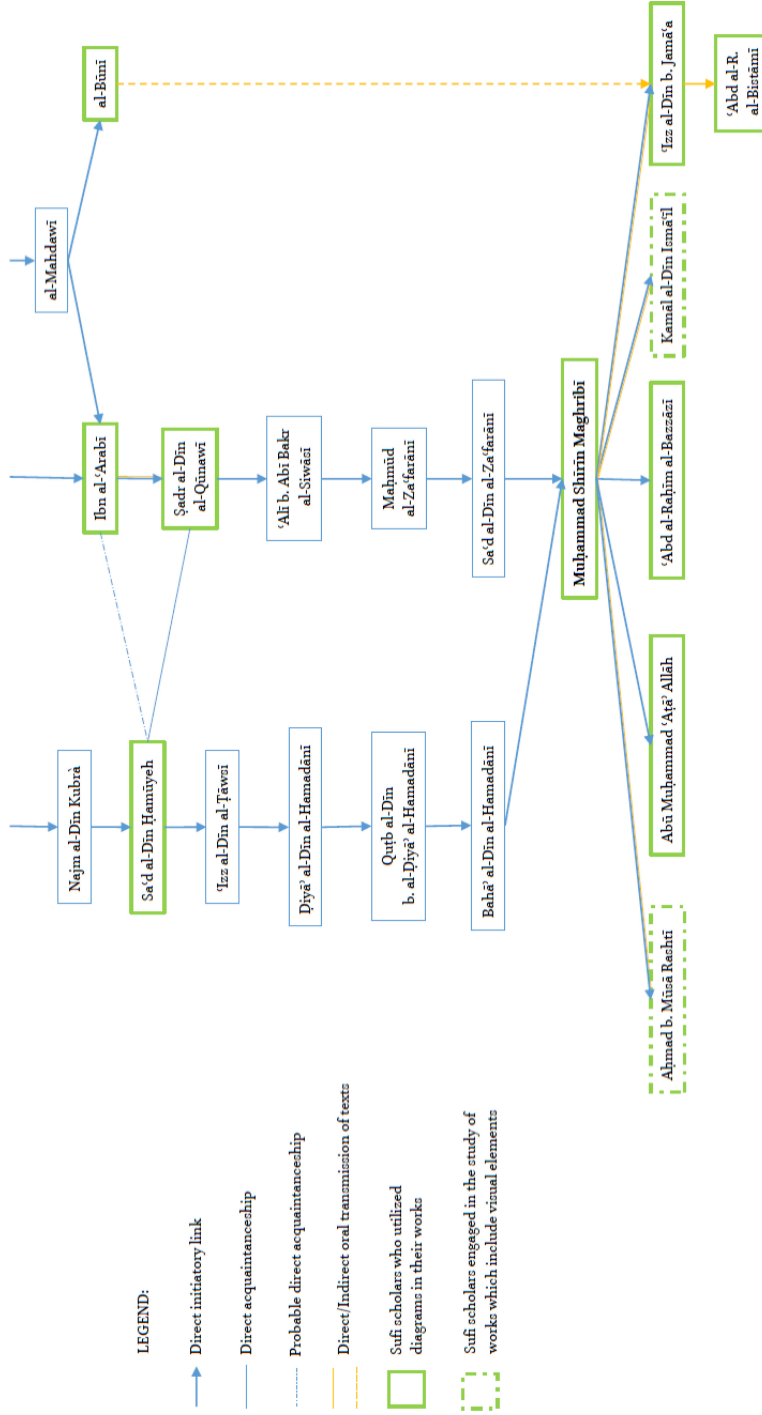 LEGEND:
Direct initiatory link
Direct acquaintanceship
Probable direct acquaintanceship
Direct/Indirect oral transmission of texts
Sufi scholars who utilized
diagrams in their works
Sufi scholars engaged in the study of
works which include visual elements
Najm al-Dīn Kubrà
Saʿd al-Dīn Ḥamūyeh
ʿIzz al-Dīn al-Ṭāwsī
Ḍiyāʾ al-Dīn al-Hamadānī
Quṭb al-Dīn
b. al-Ḍiyāʾ al-Hamadānī
Bahāʾ al-Dīn al-Hamadānī
al-Mahdawī
Ibn al-ʿArabī
al-Būnī
Ṣadr al-Dīn
al-Qūnawī
ʿAlī b. Abī Bakr
al-Siwāsī
Maḥmūd
al-Zaʿfarānī
Saʿd al-Dīn al-Zaʿfarānī
Muḥammad Shīrīn Maghribī
Aḥmad b. Mūsā Rashtī
Abū Muḥammad ʿAṭāʾ Allāh
ʿAbd al-Raḥīm al-Bazzāzī
Kamāl al-Dīn Ismāʿīl
ʿIzz al-Dīn b. Jamāʿa
ʿAbd al-R.
al-Bistāmī